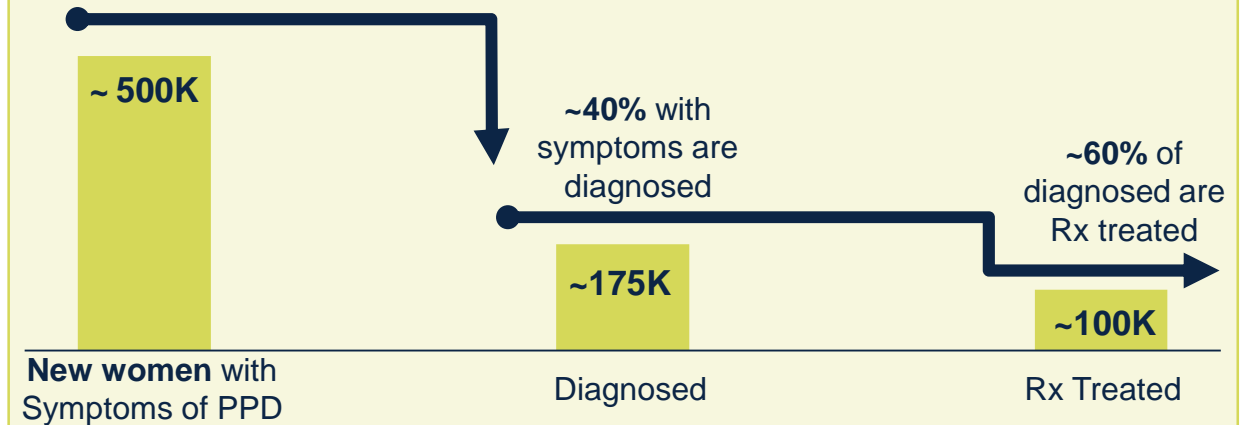 ~ 500K
~40% with
symptoms are
diagnosed
~60% of
diagnosed are
Rx treated
~175K
~100K
New women with
Symptoms of PPD
Diagnosed
Rx Treated